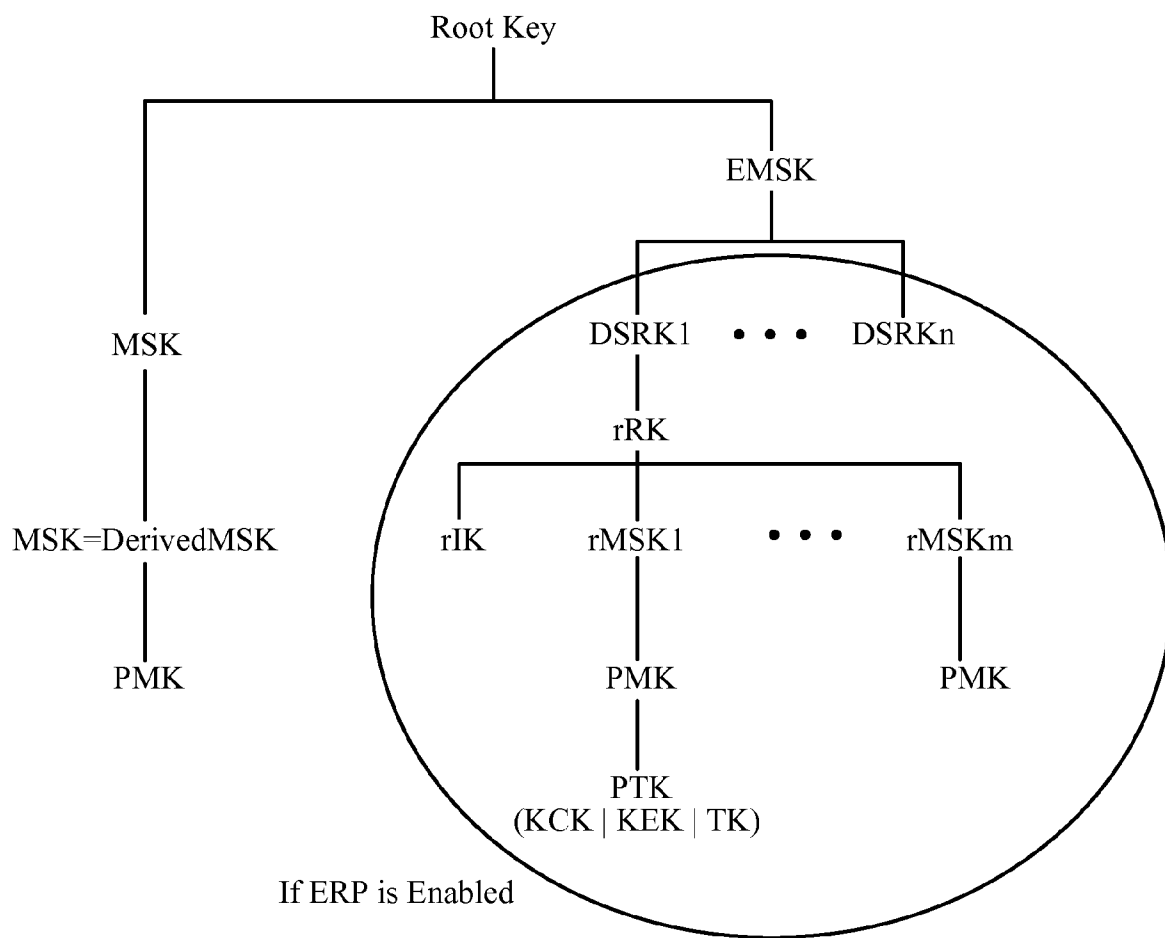 Root Key
EMSK
MSK
DSRK1 • • • DSRKn
rRK
MSK=DerivedMSK
rIK
rMSK1 • • • rMSKm
PMK
PMK
PMK
PTK
(KCK | KEK | TK)
If ERP is Enabled